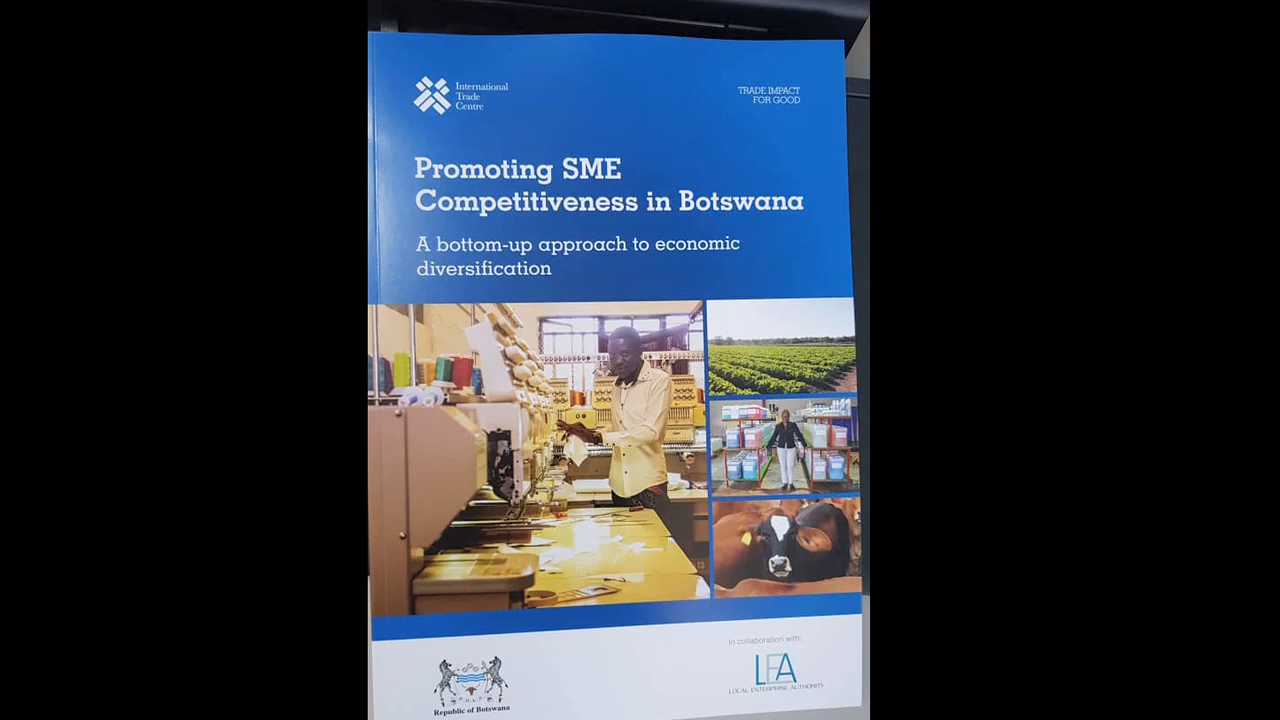 International
Trade
Centre
TRADE IMPACT
FOR GOOD
Promoting SME
Competitiveness in Botswana
A bottom-up approach to economic
diversification
In collaboration with:
LEA
LOCAL ENTERPRISE AUTHORITY
Republic of Botswana